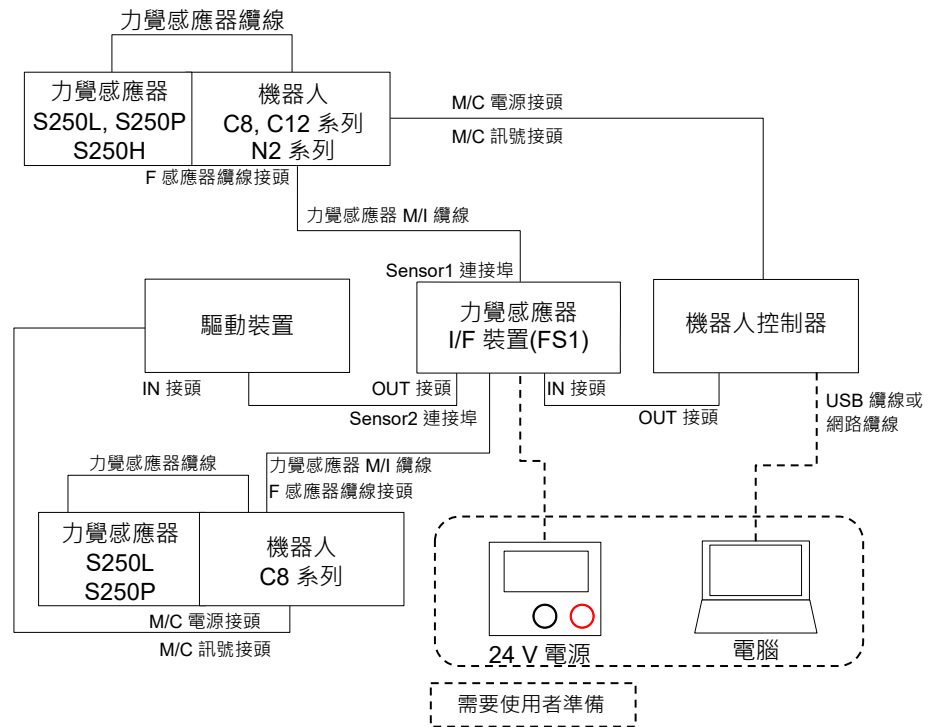 力覺感應器纜線
力覺感應器
S250L, S250P
S250H
機器人
C8, C12 系列
N2 系列
M/C 電源接頭
M/C 訊號接頭
F 感應器纜線接頭
力覺感應器 M/I 纜線
Sensor1 連接埠
驅動裝置
力覺感應器
I/F 裝置(FS1)
機器人控制器
IN 接頭
OUT 接頭
IN 接頭
OUT 接頭
USB 纜線或
網路纜線
Sensor2 連接埠
力覺感應器纜線
力覺感應器 M/I 纜線
F 感應器纜線接頭
力覺感應器
S250L
S250P
機器人
C8 系列
M/C 電源接頭
M/C 訊號接頭
24 V 電源
電腦
需要使用者準備